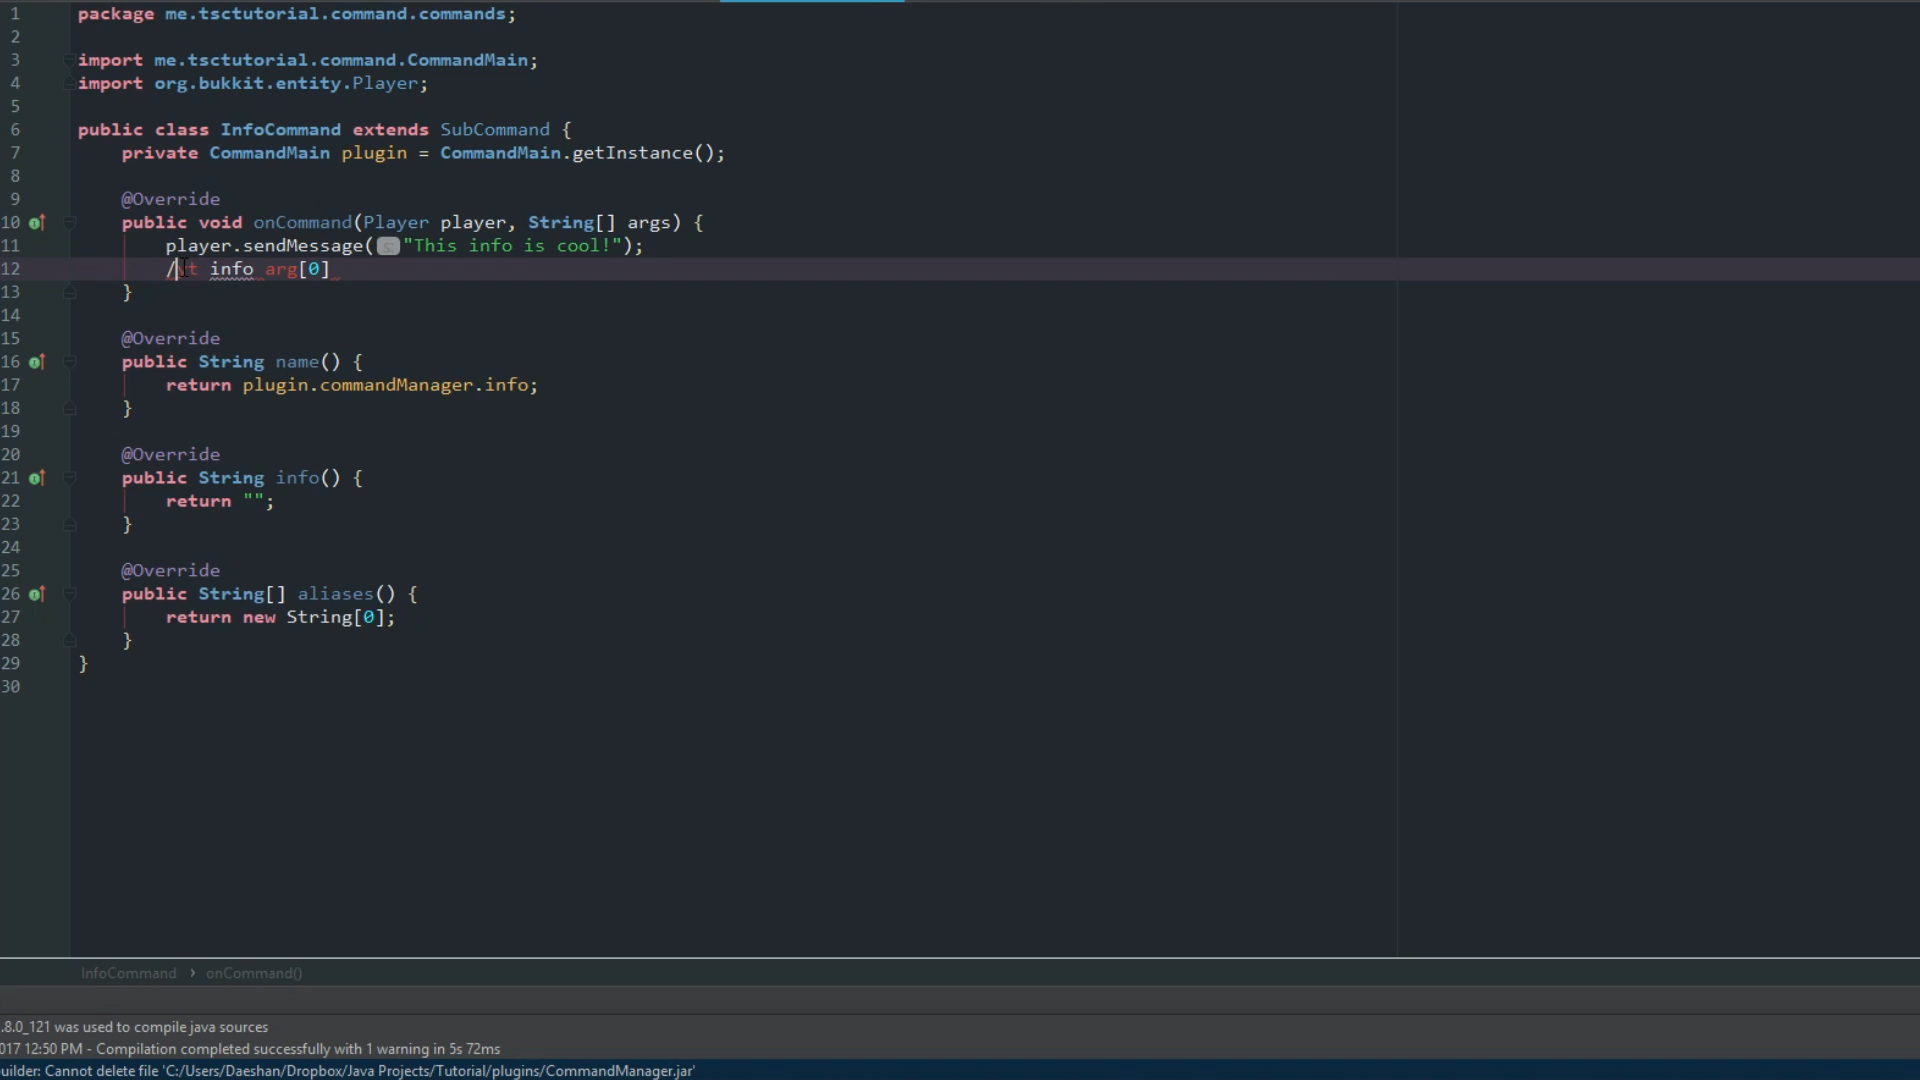 1 package me.tsctutorial.command.commands;
2
3 import me.tsctutorial.command.CommandMain;
4 import org.bukkit.entity.Player;
5
6 public class InfoCommand extends SubCommand {
7 private CommandMain plugin = CommandMain.getInstance();
8
9 @Override
10 public void onCommand(Player player, String[] args) {
11 player.sendMessage( s: "This info is cool!");
12 /t info arg[0]
13 }
14
15 @Override
16 public String name() {
17 return plugin.commandManager.info;
18 }
19
20 @Override
21 public String info() {
22 return "";
23 }
24
25 @Override
26 public String[] aliases() {
27 return new String[0];
28 }
29 }
30
InfoCommand › onCommand()
.8.0_121 was used to compile java sources
017 12:50 PM - Compilation completed successfully with 1 warning in 5s 72ms
uilder: Cannot delete file 'C:/Users/Daeshan/Dropbox/Java Projects/Tutorial/plugins/CommandManager.jar'